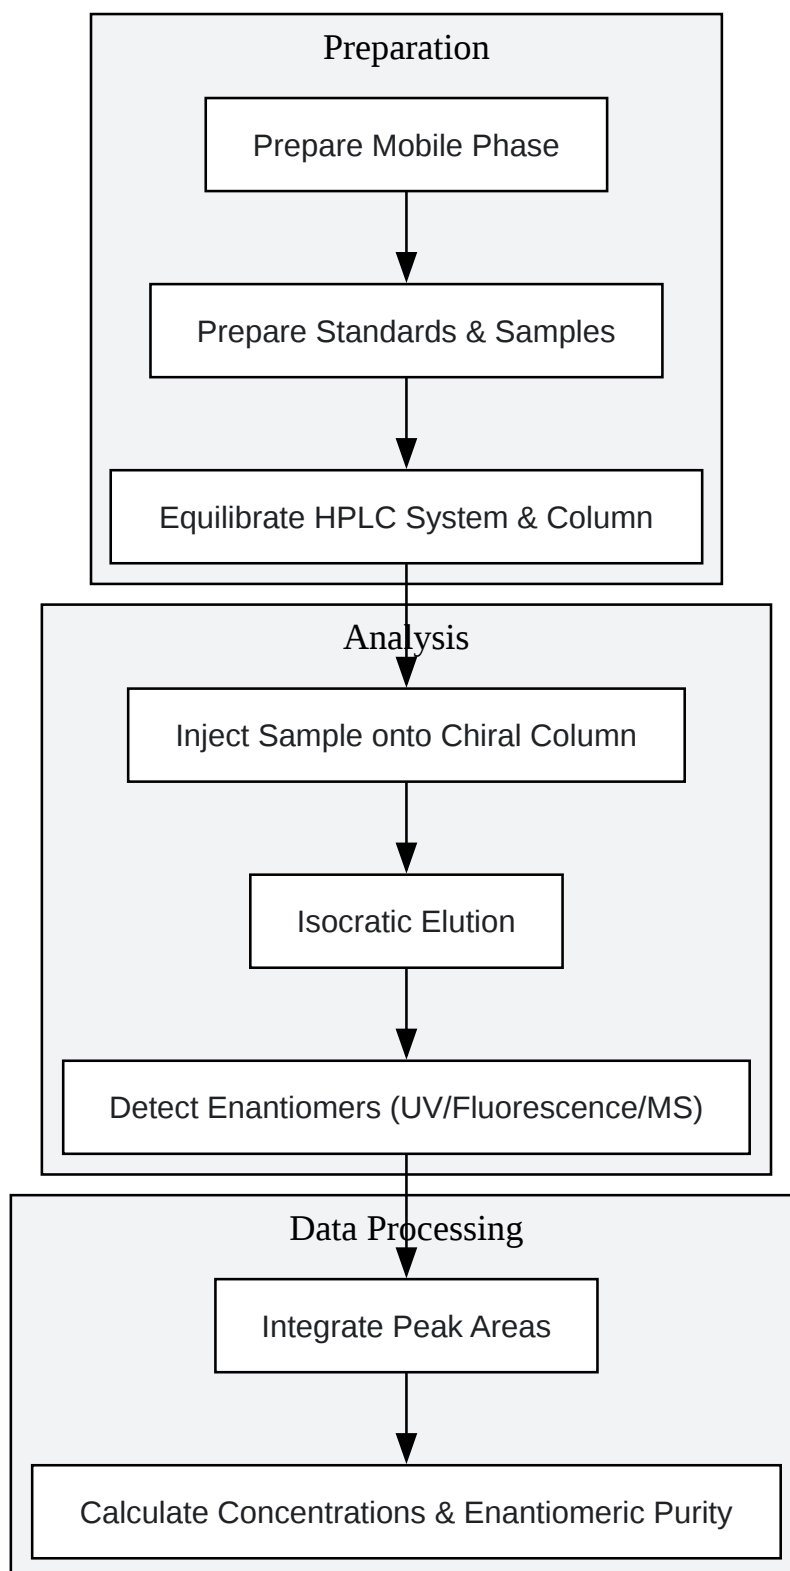 Preparation
Prepare Mobile Phase
Prepare Standards & Samples
Equilibrate HPLC System & Column
Analysis
Inject Sample onto Chiral Column
Isocratic Elution
Detect Enantiomers (UV/Fluorescence/MS)
Data Processing
Integrate Peak Areas
Calculate Concentrations & Enantiomeric Purity